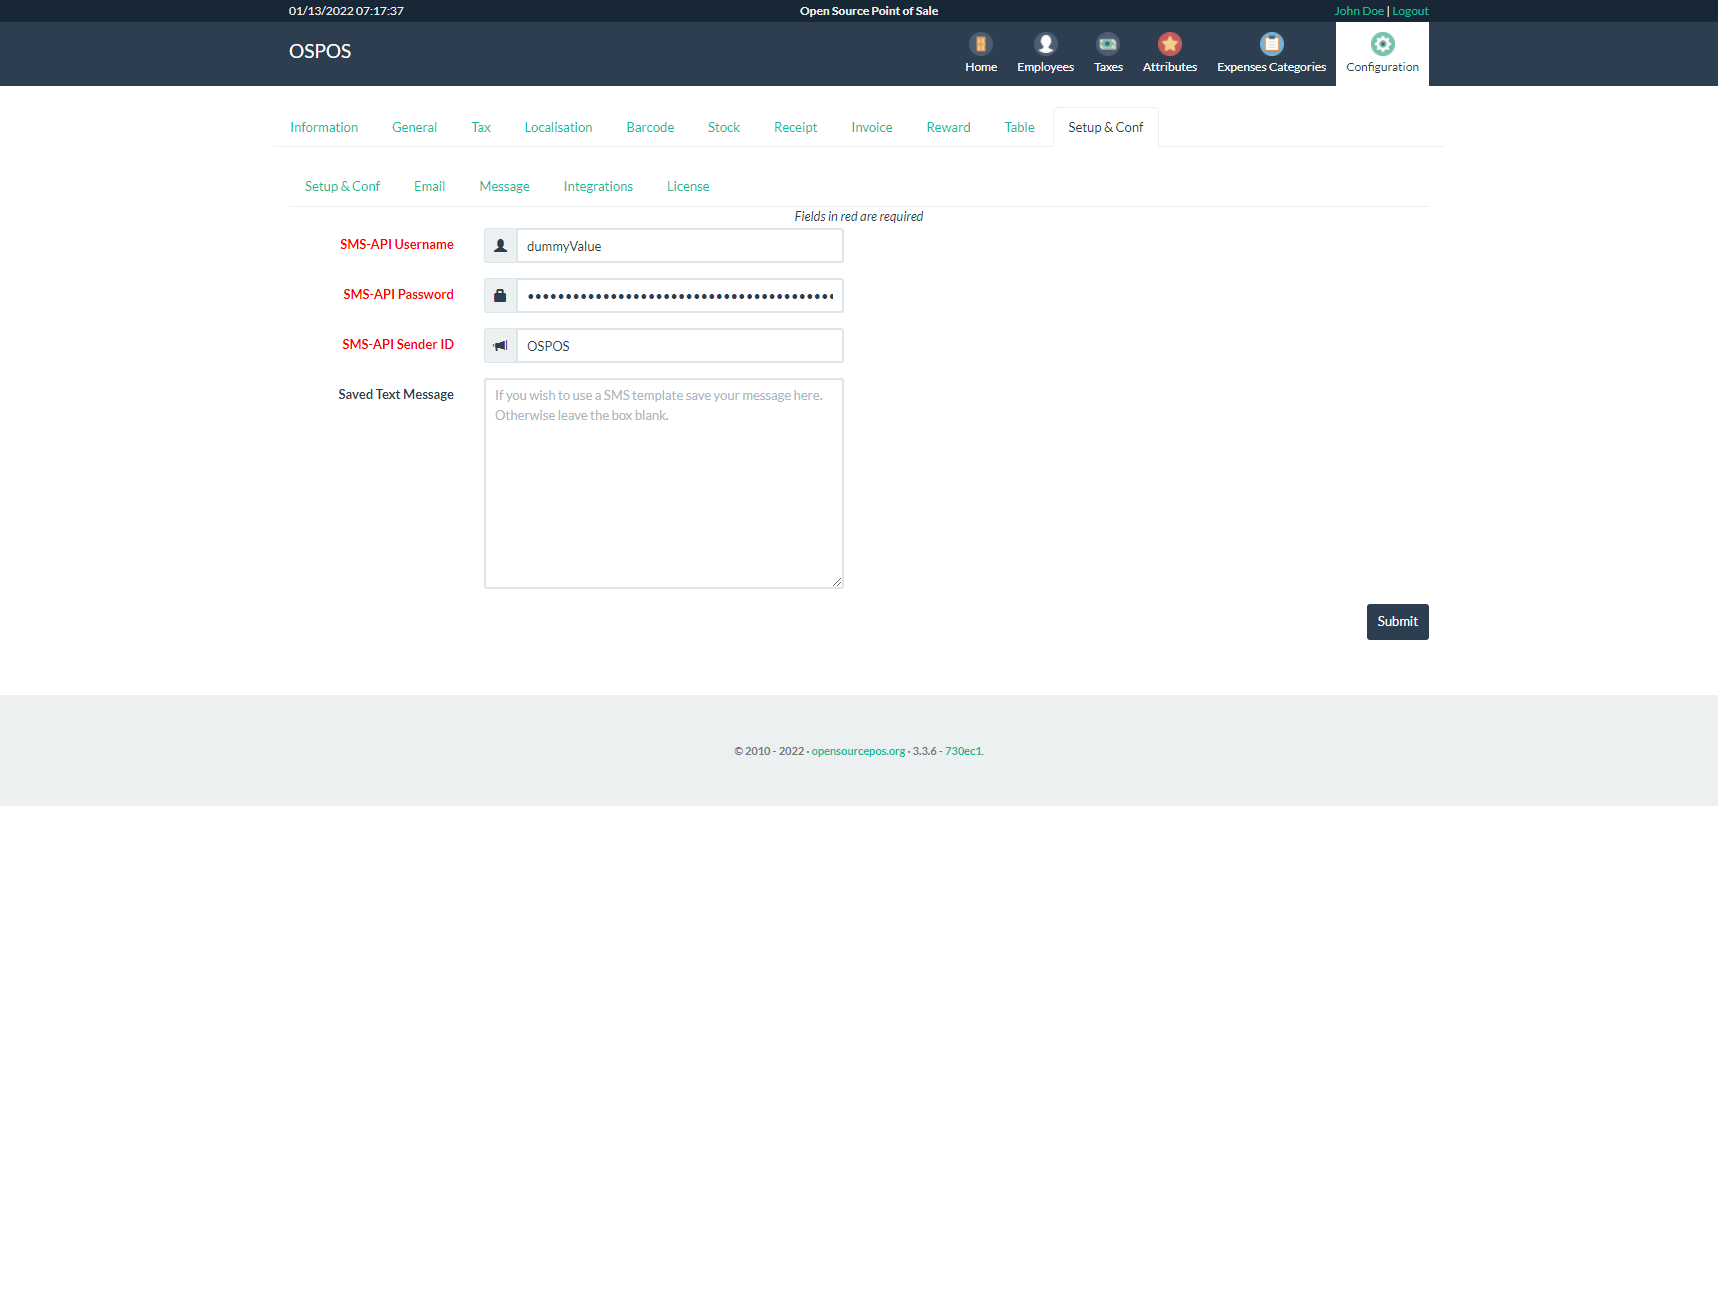 01/13/2022 07:17:37
Open Source Point of Sale
John Doe | Logout
OSPOS
Home
Employees
Taxes
Attributes
Expenses Categories
Configuration
Information
General
Tax
Localisation
Barcode
Stock
Receipt
Invoice
Reward
Table
Setup & Conf
Setup & Conf
Email
Message
Integrations
License
Fields in red are required
SMS-API Username
dummyValue
SMS-API Password
SMS-API Sender ID
OSPOS
Saved Text Message
If you wish to use a SMS template save your message here.
Otherwise leave the box blank.
Submit
© 2010 - 2022 · opensourcepos.org · 3.3.6 - 730ec1.